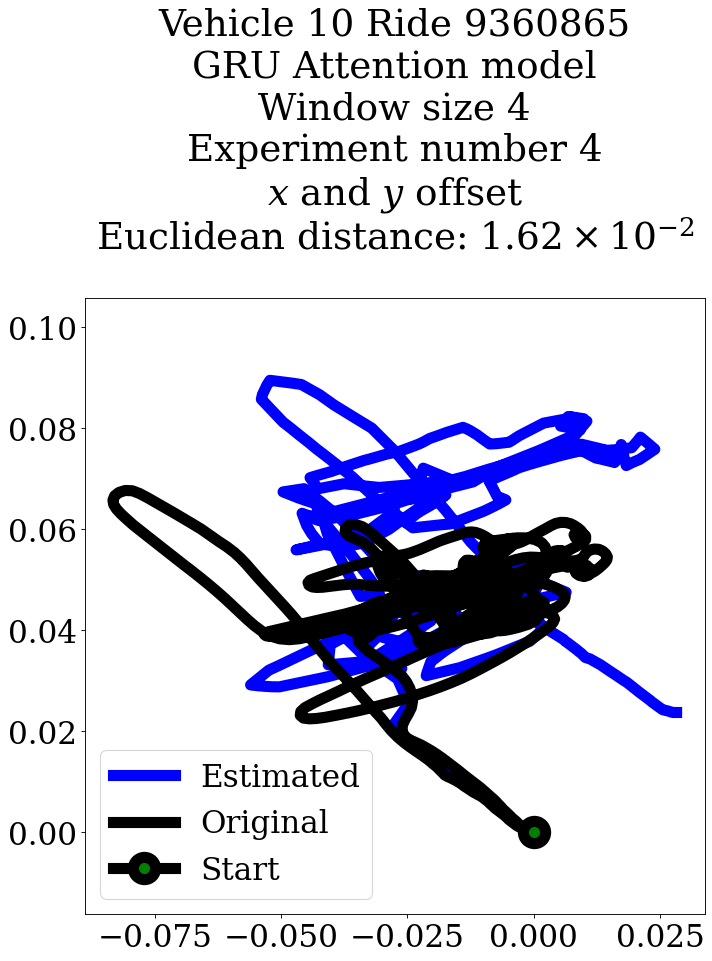 Vehicle 10 Ride 9360865
GRU Attention model
Window size 4
Experiment number 4
x and y offset
Euclidean distance: 1.62 × 10⁻²
0.10
0.08
0.06
0.04
0.02
0.00
Estimated
Original
Start
−0.075 −0.050 −0.025 0.000 0.025